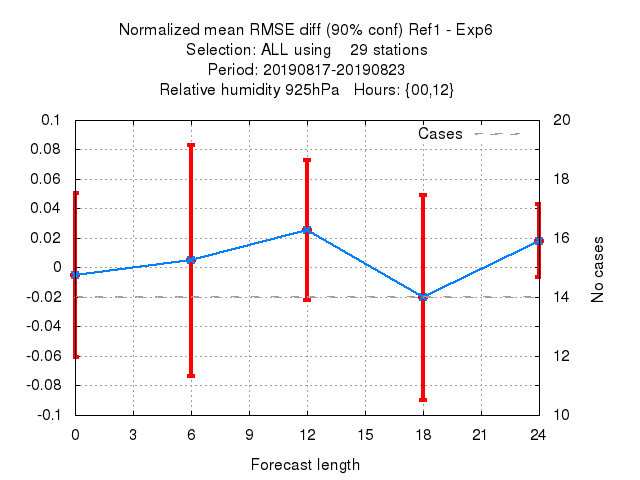 Normalized mean RMSE diff (90% conf) Ref1 - Exp6
Selection: ALL using    29 stations
Period: 20190817-20190823
Relative humidity 925hPa   Hours: {00,12}
Cases
0.1
0.08
0.06
0.04
0.02
0
-0.02
-0.04
-0.06
-0.08
-0.1
20
18
16
14
12
10
No cases
0 3 6 9 12 15 18 21 24
Forecast length